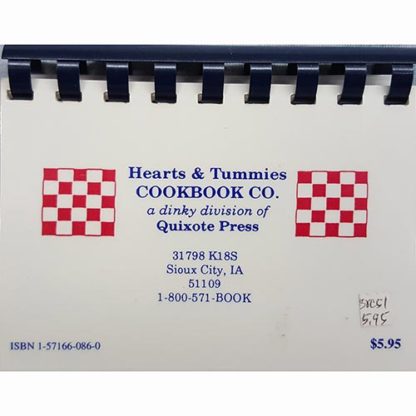 Hearts & Tummies
COOKBOOK CO.
a dinky division of
Quixote Press
31798 K18S
Sioux City, IA
51109
1-800-571-BOOK
5.95
ISBN 1-57166-086-0
$5.95